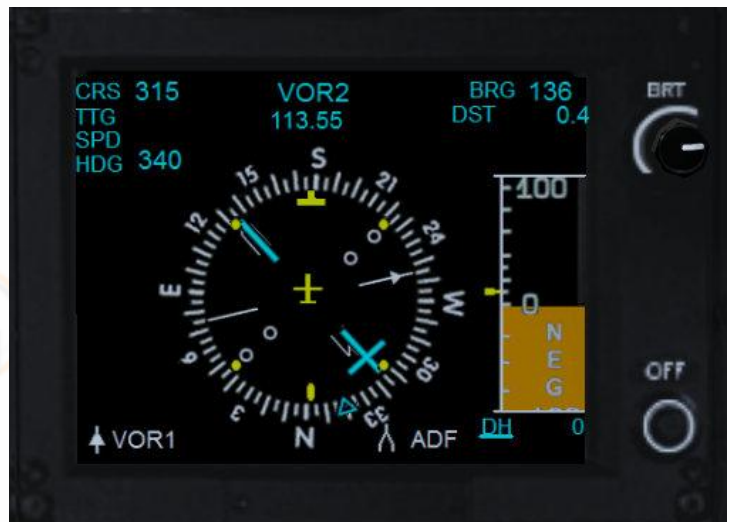 CRS 315
VOR2
BRG 136
BRT
TTG
113.55
DST 0.4
SPD
HDG 340
S
15
21
12
24
E
W
6
30
3
33
N
100
0
N
E
G
OFF
VOR1
ADF
DH 0